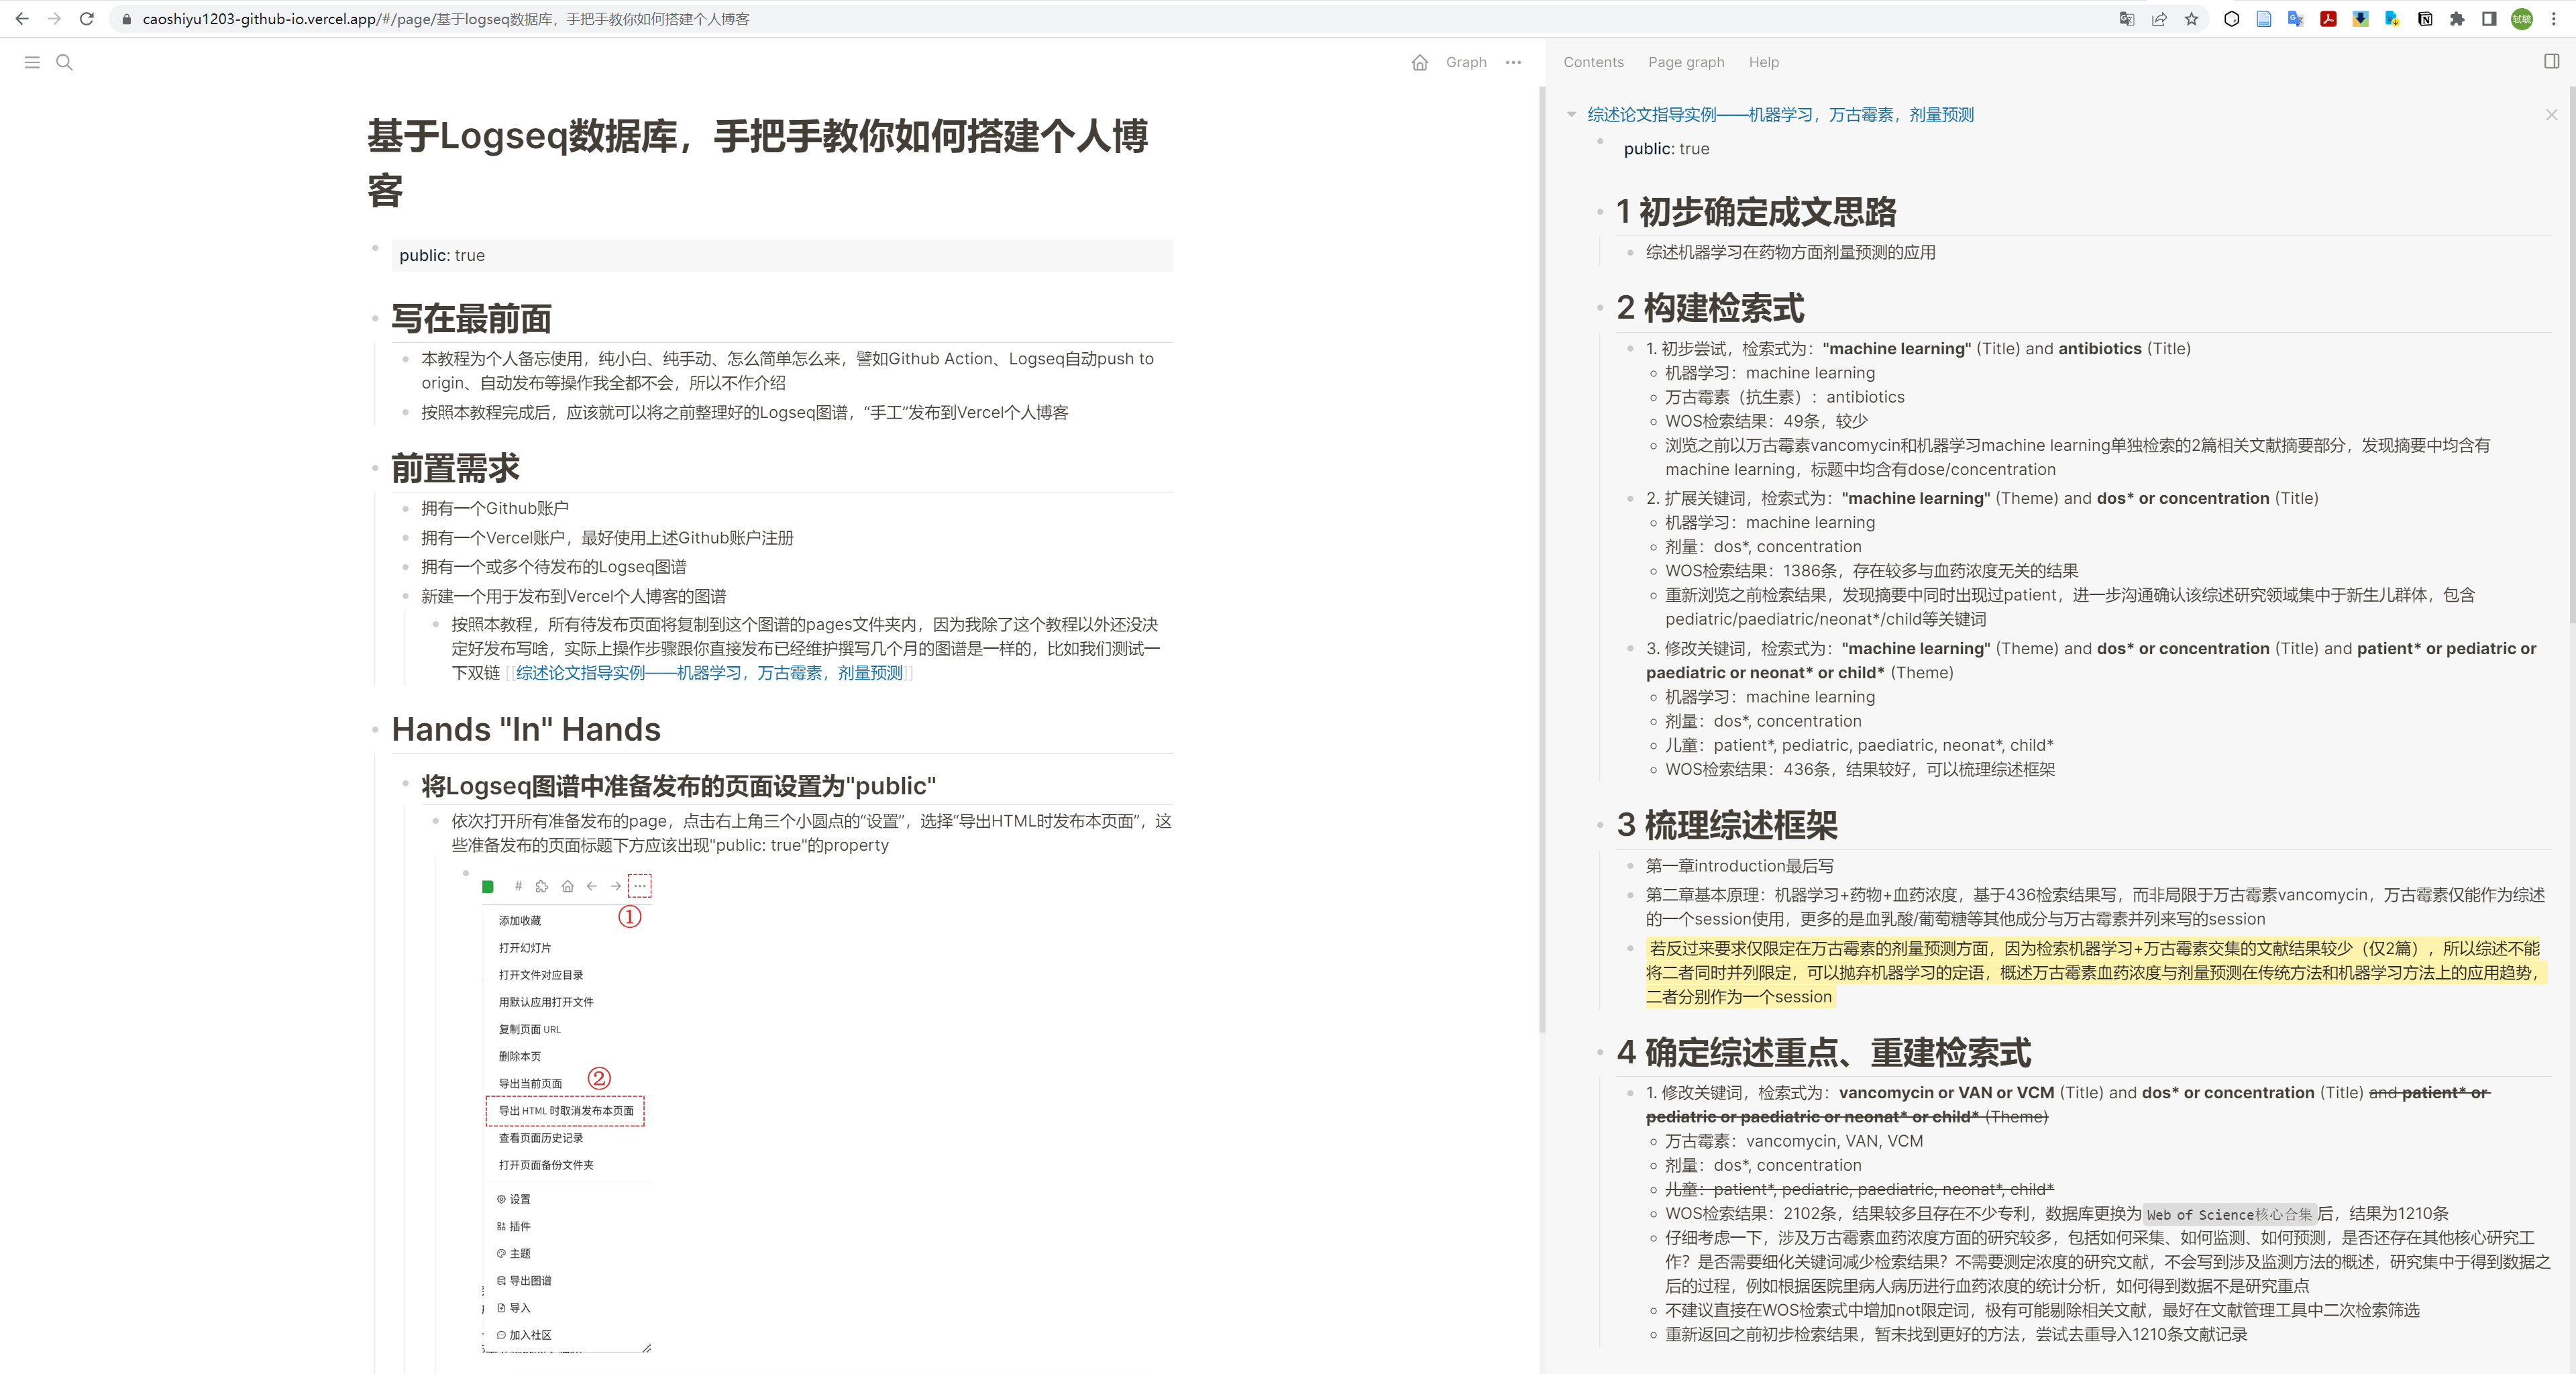 caoshiyu1203-github-io.vercel.app/#/page/基于logseq数据库，手把手教你如何搭建个人博客
Graph
Contents
Page graph
Help
基于Logseq数据库，手把手教你如何搭建个人博
客
public: true
写在最前面
本教程为个人备忘使用，纯小白、纯手动、怎么简单怎么来，譬如Github Action、Logseq自动push to
origin、自动发布等操作我全都不会，所以不作介绍
按照本教程完成后，应该就可以将之前整理好的Logseq图谱，“手工”发布到Vercel个人博客
前置需求
拥有一个Github账户
拥有一个Vercel账户，最好使用上述Github账户注册
拥有一个或多个待发布的Logseq图谱
新建一个用于发布到Vercel个人博客的图谱
按照本教程，所有待发布页面将复制到这个图谱的pages文件夹内，因为我除了这个教程以外还没决
定好发布写啥，实际上操作步骤跟你直接发布已经维护撰写几个月的图谱是一样的，比如我们测试一
下双链 [[综述论文指导实例——机器学习，万古霉素，剂量预测]]
Hands "In" Hands
将Logseq图谱中准备发布的页面设置为"public"
依次打开所有准备发布的page，点击右上角三个小圆点的“设置”，选择“导出HTML时发布本页面”，这
些准备发布的页面标题下方应该出现"public: true"的property
①
添加收藏
打开幻灯片
打开文件对应目录
用默认应用打开文件
复制页面 URL
删除本页
导出当前页面
②
导出 HTML 时取消发布本页面
查看页面历史记录
打开页面备份文件夹
设置
插件
主题
导出图谱
导入
加入社区
综述论文指导实例——机器学习，万古霉素，剂量预测
public: true
1 初步确定成文思路
综述机器学习在药物方面剂量预测的应用
2 构建检索式
1. 初步尝试，检索式为："machine learning" (Title) and antibiotics (Title)
机器学习：machine learning
万古霉素（抗生素）：antibiotics
WOS检索结果：49条，较少
浏览之前以万古霉素vancomycin和机器学习machine learning单独检索的2篇相关文献摘要部分，发现摘要中均含有
machine learning，标题中均含有dose/concentration
2. 扩展关键词，检索式为："machine learning" (Theme) and dos* or concentration (Title)
机器学习：machine learning
剂量：dos*, concentration
WOS检索结果：1386条，存在较多与血药浓度无关的结果
重新浏览之前检索结果，发现摘要中同时出现过patient，进一步沟通确认该综述研究领域集中于新生儿群体，包含
pediatric/paediatric/neonat*/child等关键词
3. 修改关键词，检索式为："machine learning" (Theme) and dos* or concentration (Title) and patient* or pediatric or
paediatric or neonat* or child* (Theme)
机器学习：machine learning
剂量：dos*, concentration
儿童：patient*, pediatric, paediatric, neonat*, child*
WOS检索结果：436条，结果较好，可以梳理综述框架
3 梳理综述框架
第一章introduction最后写
第二章基本原理：机器学习+药物+血药浓度，基于436检索结果写，而非局限于万古霉素vancomycin，万古霉素仅能作为综述
的一个session使用，更多的是血乳酸/葡萄糖等其他成分与万古霉素并列来写的session
若反过来要求仅限定在万古霉素的剂量预测方面，因为检索机器学习+万古霉素交集的文献结果较少（仅2篇），所以综述不能
将二者同时并列限定，可以抛弃机器学习的定语，概述万古霉素血药浓度与剂量预测在传统方法和机器学习方法上的应用趋势，
二者分别作为一个session
4 确定综述重点、重建检索式
1. 修改关键词，检索式为：vancomycin or VAN or VCM (Title) and dos* or concentration (Title) and patient* or
pediatric or paediatric or neonat* or child* (Theme)
万古霉素：vancomycin, VAN, VCM
剂量：dos*, concentration
儿童：patient*, pediatric, paediatric, neonat*, child*
WOS检索结果：2102条，结果较多且存在不少专利，数据库更换为 Web of Science核心合集 后，结果为1210条
仔细考虑一下，涉及万古霉素血药浓度方面的研究较多，包括如何采集、如何监测、如何预测，是否还存在其他核心研究工
作？是否需要细化关键词减少检索结果？不需要测定浓度的研究文献，不会写到涉及监测方法的概述，研究集中于得到数据之
后的过程，例如根据医院里病人病历进行血药浓度的统计分析，如何得到数据不是研究重点
不建议直接在WOS检索式中增加not限定词，极有可能剔除相关文献，最好在文献管理工具中二次检索筛选
重新返回之前初步检索结果，暂未找到更好的方法，尝试去重导入1210条文献记录